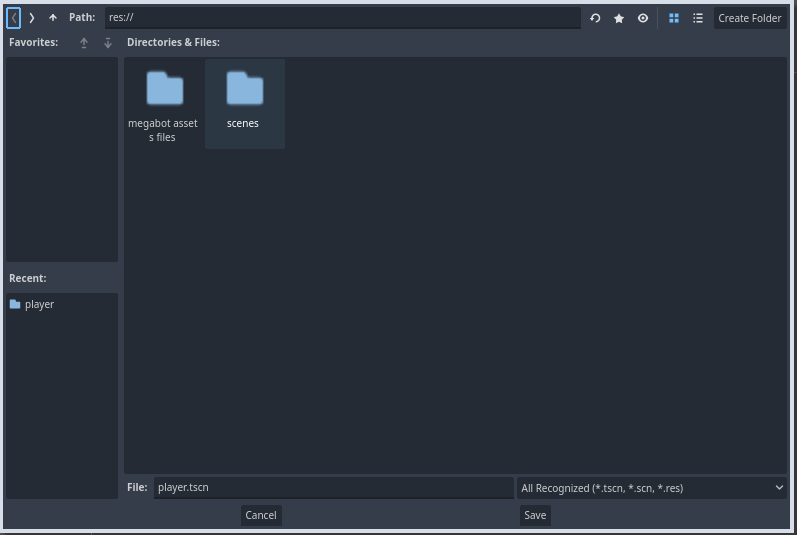 Path: res:// Create Folder
Favorites: Directories & Files:
megabot asset
s files
scenes
Recent:
player
File: player.tscn All Recognized (*.tscn, *.scn, *.res)
Cancel Save